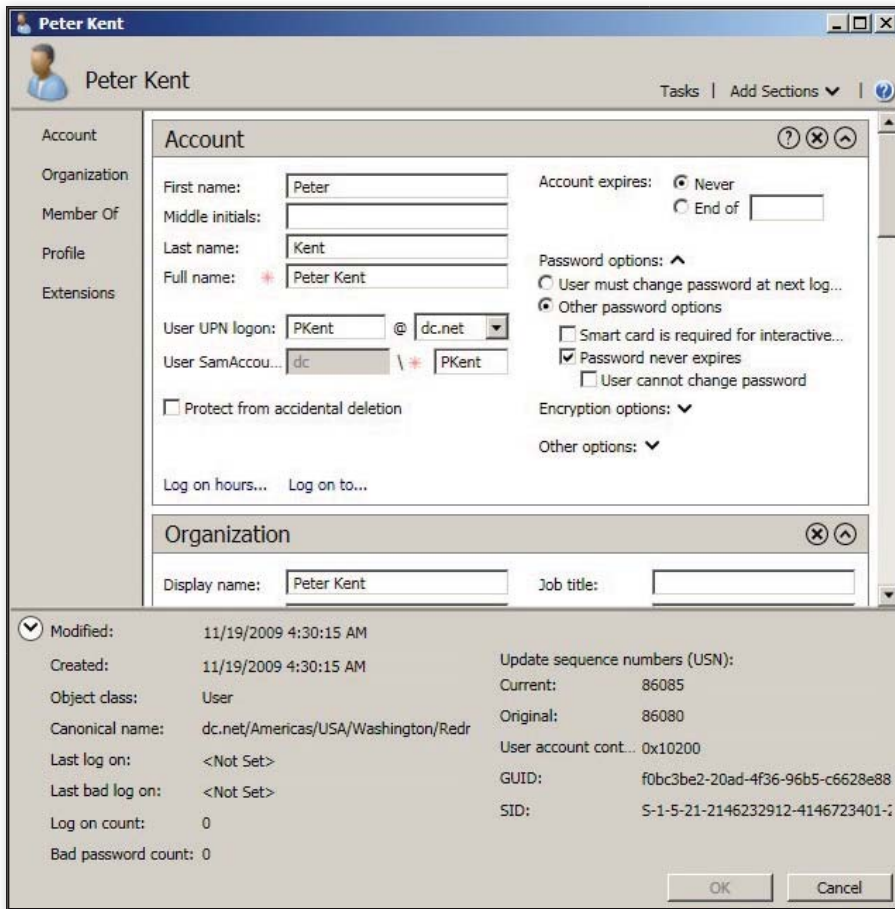 Peter Kent
Peter Kent
Tasks | Add Sections |
Account
Organization
Member Of
Profile
Extensions
Account
First name: Peter
Middle initials:
Last name: Kent
Full name: * Peter Kent
User UPN logon: PKent @ dc.net
User SamAccou... dc \ * PKent
Protect from accidental deletion
Log on hours... Log on to...
Account expires: Never
End of
Password options:
User must change password at next log...
Other password options
Smart card is required for interactive...
Password never expires
User cannot change password
Encryption options:
Other options:
Organization
Display name: Peter Kent
Job title:
Modified: 11/19/2009 4:30:15 AM
Created: 11/19/2009 4:30:15 AM
Object class: User
Canonical name: dc.net/Americas/USA/Washington/Redr
Last log on: <Not Set>
Last bad log on: <Not Set>
Log on count: 0
Bad password count: 0
Update sequence numbers (USN):
Current: 86085
Original: 86080
User account cont... 0x10200
GUID: f0bc3be2-20ad-4f36-96b5-c6628e88
SID: S-1-5-21-2146232912-4146723401-2
OK Cancel